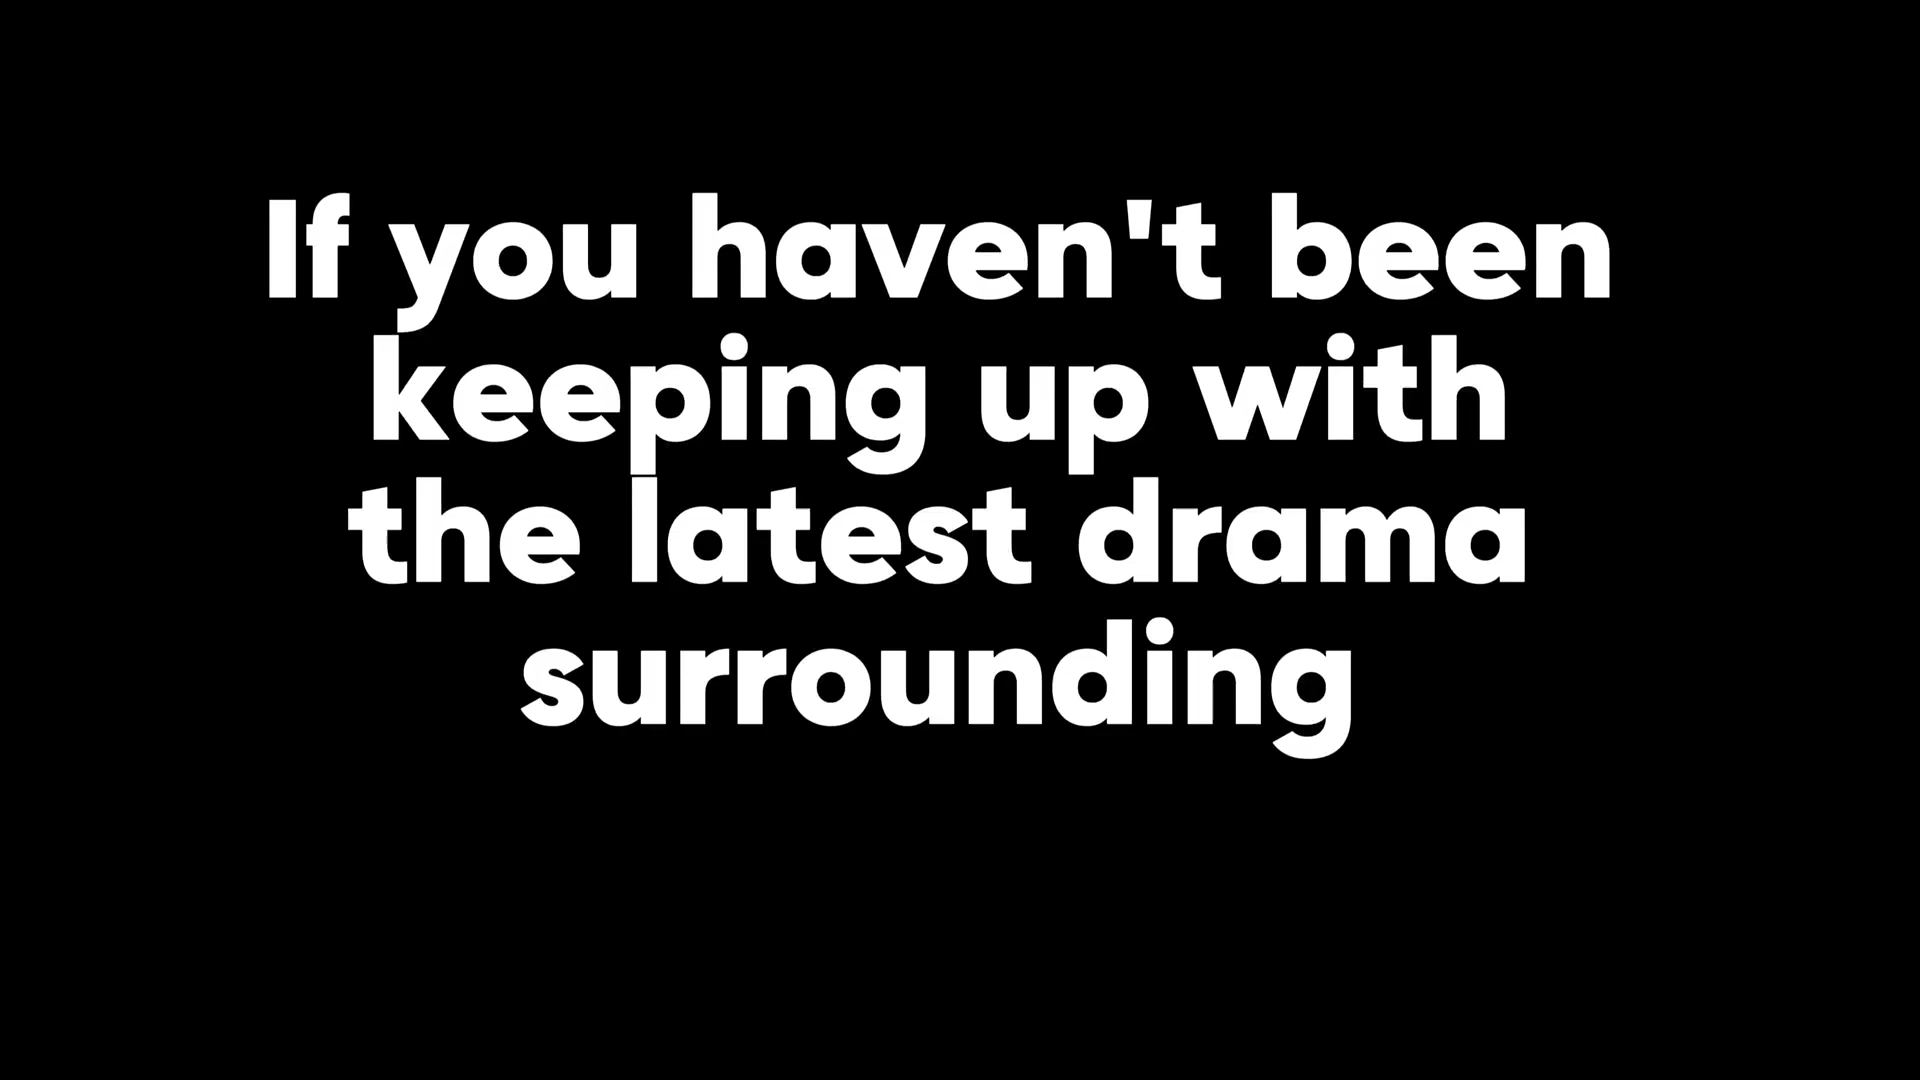 If you haven't been
keeping up with
the latest drama
surrounding